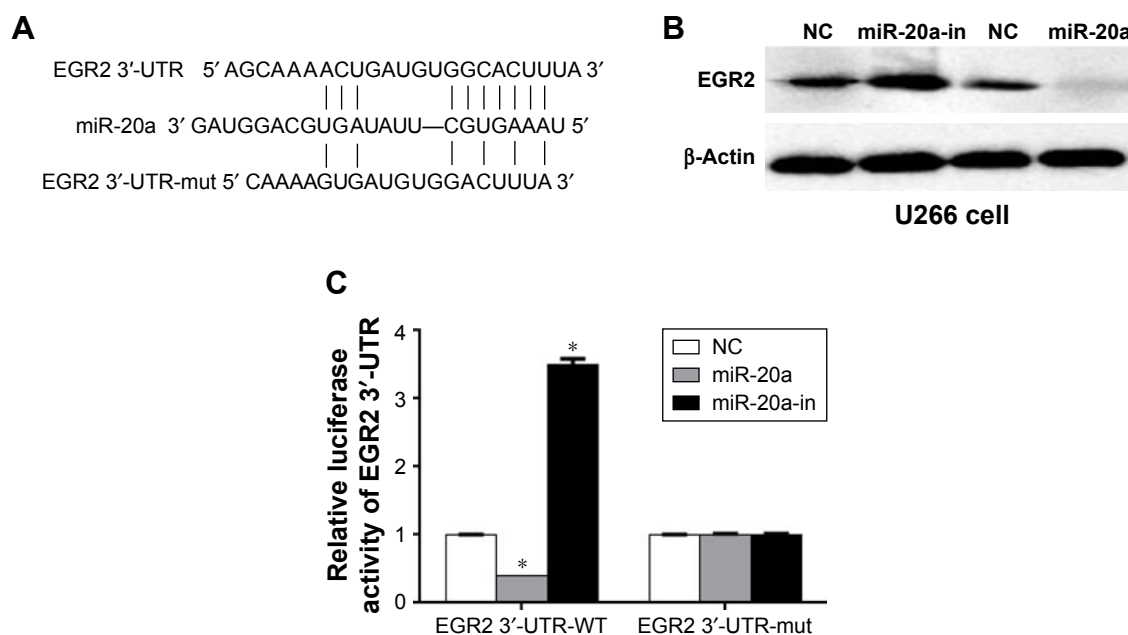 A
EGR2 3′-UTR 5′ AGCAAAACUGAUGUGGCACUUUA 3′
miR-20a 3′ GAUGGACGUGAUAUU—CGUGAAAU 5′
EGR2 3′-UTR-mut 5′ CAAAAGUGAUGUGGACUUUA 3′
B
NC miR-20a-in NC miR-20a
EGR2
β-Actin
U266 cell
C
Relative luciferase
activity of EGR2 3′-UTR
4
3
2
1
0
*
*
NC
miR-20a
miR-20a-in
EGR2 3′-UTR-WT EGR2 3′-UTR-mut